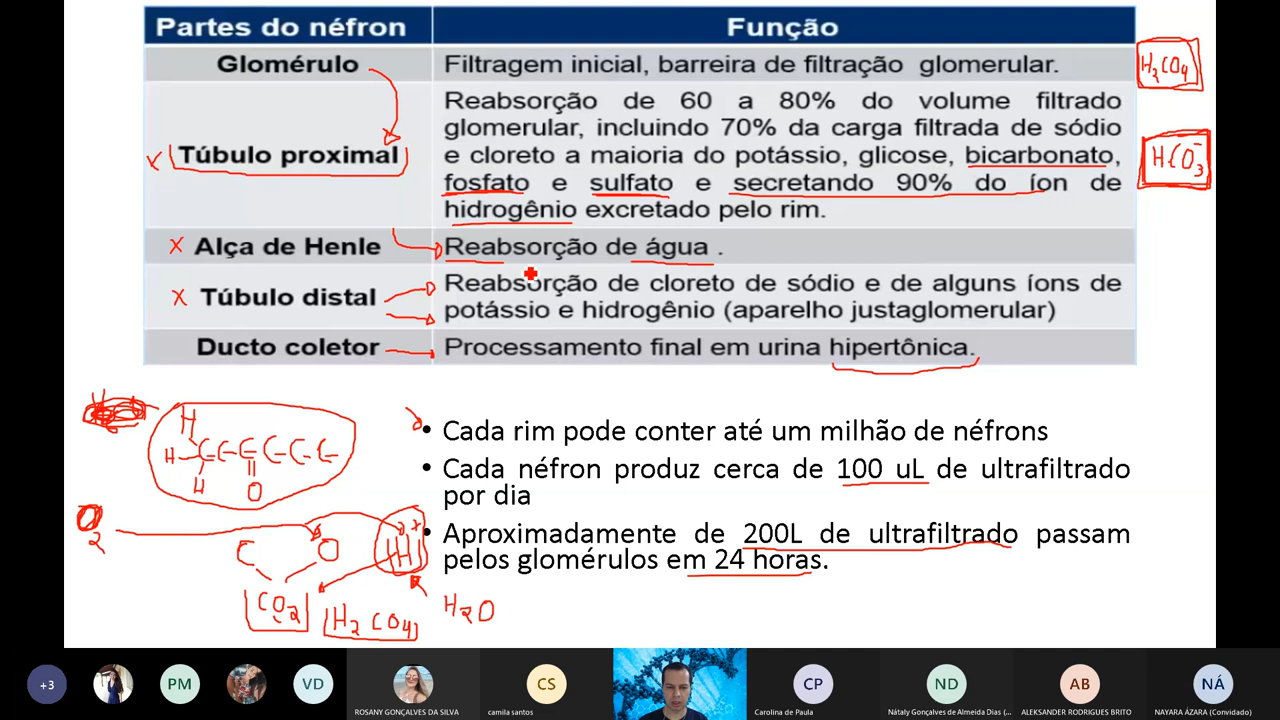 Partes do néfron Função
Glomérulo Filtragem inicial, barreira de filtração glomerular.
H₂CO₄
Reabsorção de 60 a 80% do volume filtrado
glomerular, incluindo 70% da carga filtrada de sódio
x Túbulo proximal e cloreto a maioria do potássio, glicose, bicarbonato,
HCO₃⁻
fosfato e sulfato e secretando 90% do íon de
hidrogênio excretado pelo rim.
x Alça de Henle Reabsorção de água .
x Túbulo distal Reabsorção de cloreto de sódio e de alguns íons de
potássio e hidrogênio (aparelho justaglomerular)
Ducto coletor Processamento final em urina hipertônica.
• Cada rim pode conter até um milhão de néfrons
• Cada néfron produz cerca de 100 uL de ultrafiltrado
por dia
• Aproximadamente de 200L de ultrafiltrado passam
pelos glomérulos em 24 horas.
H
H C C C C C C
H O
O₂
C O H⁺
CO₂ H₂CO₄ H₂O
+3 PM VD CS CP ND AB NÁ
ROSANY GONÇALVES DA SILVA camila santos Carolina de Paula Nátaly Gonçalves de Almeida Dias (... ALEKSANDER RODRIGUES BRITO NAYARA ÁZARA (Convidado)